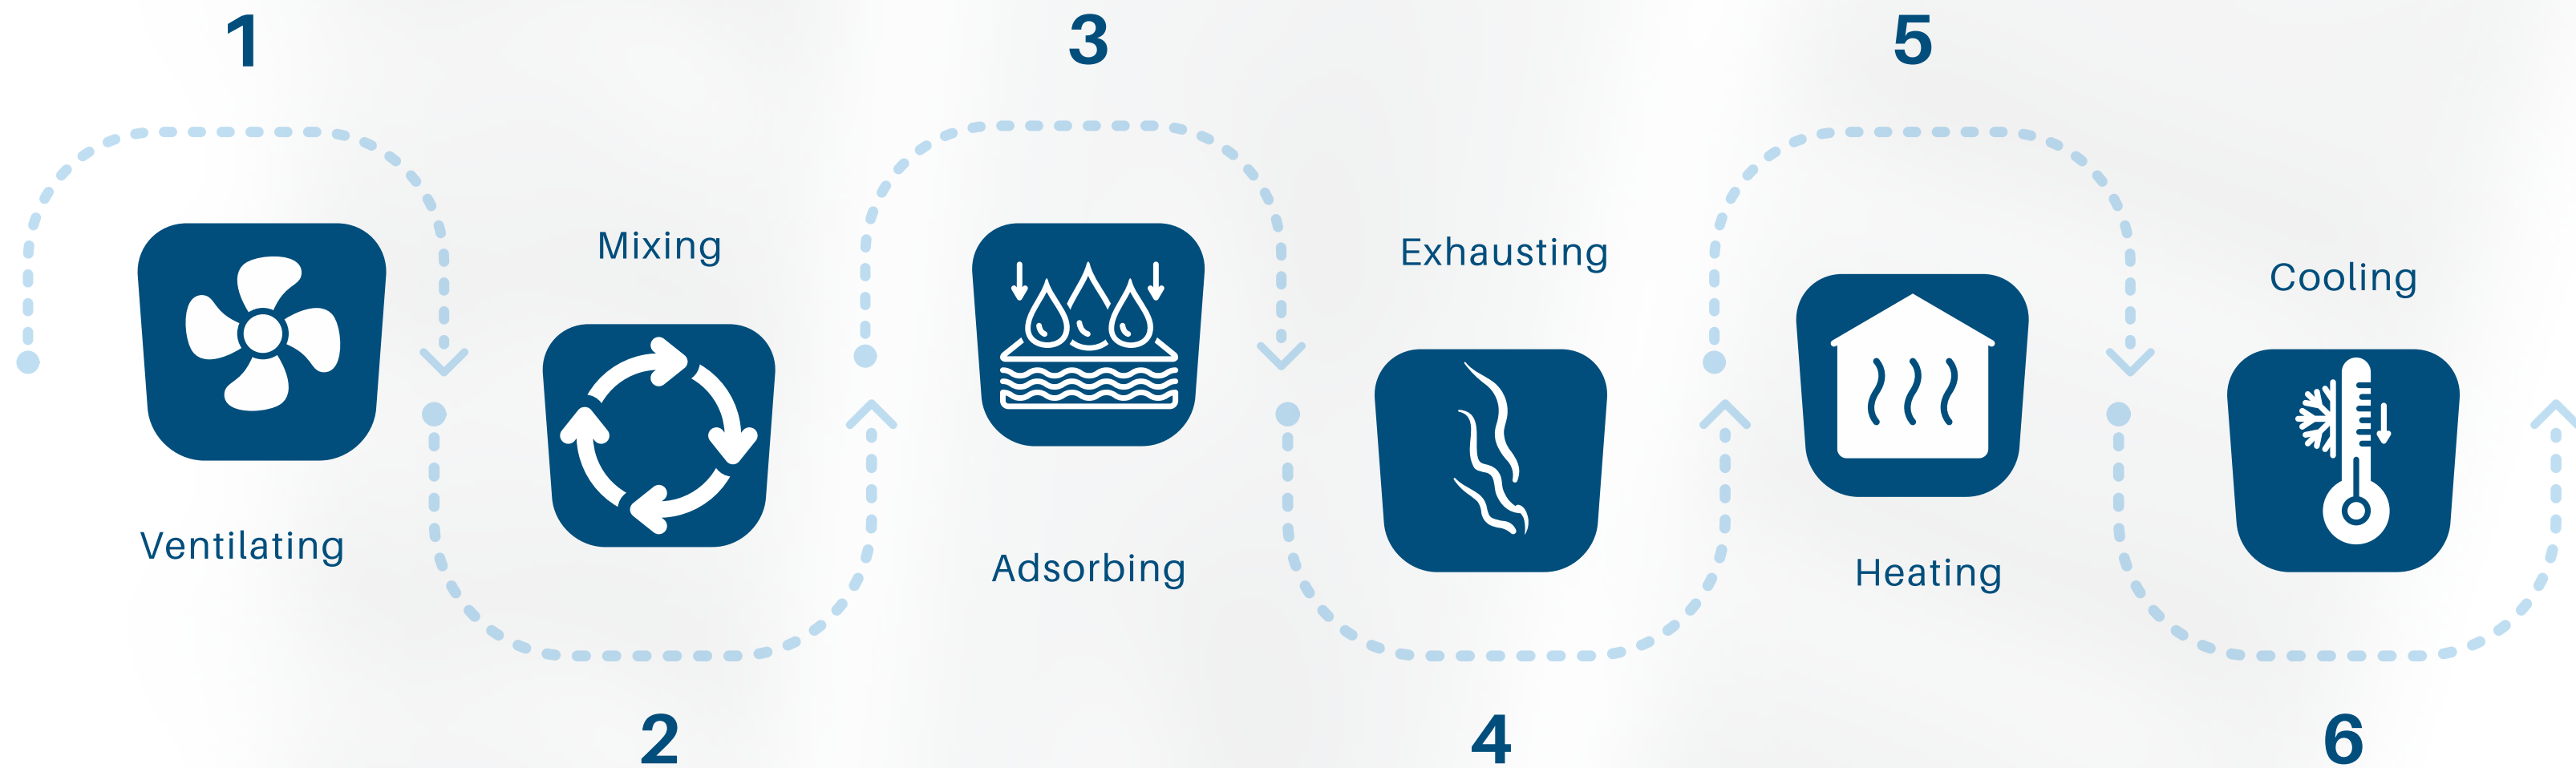 1
Ventilating
2
Mixing
3
Adsorbing
4
Exhausting
5
Heating
6
Cooling